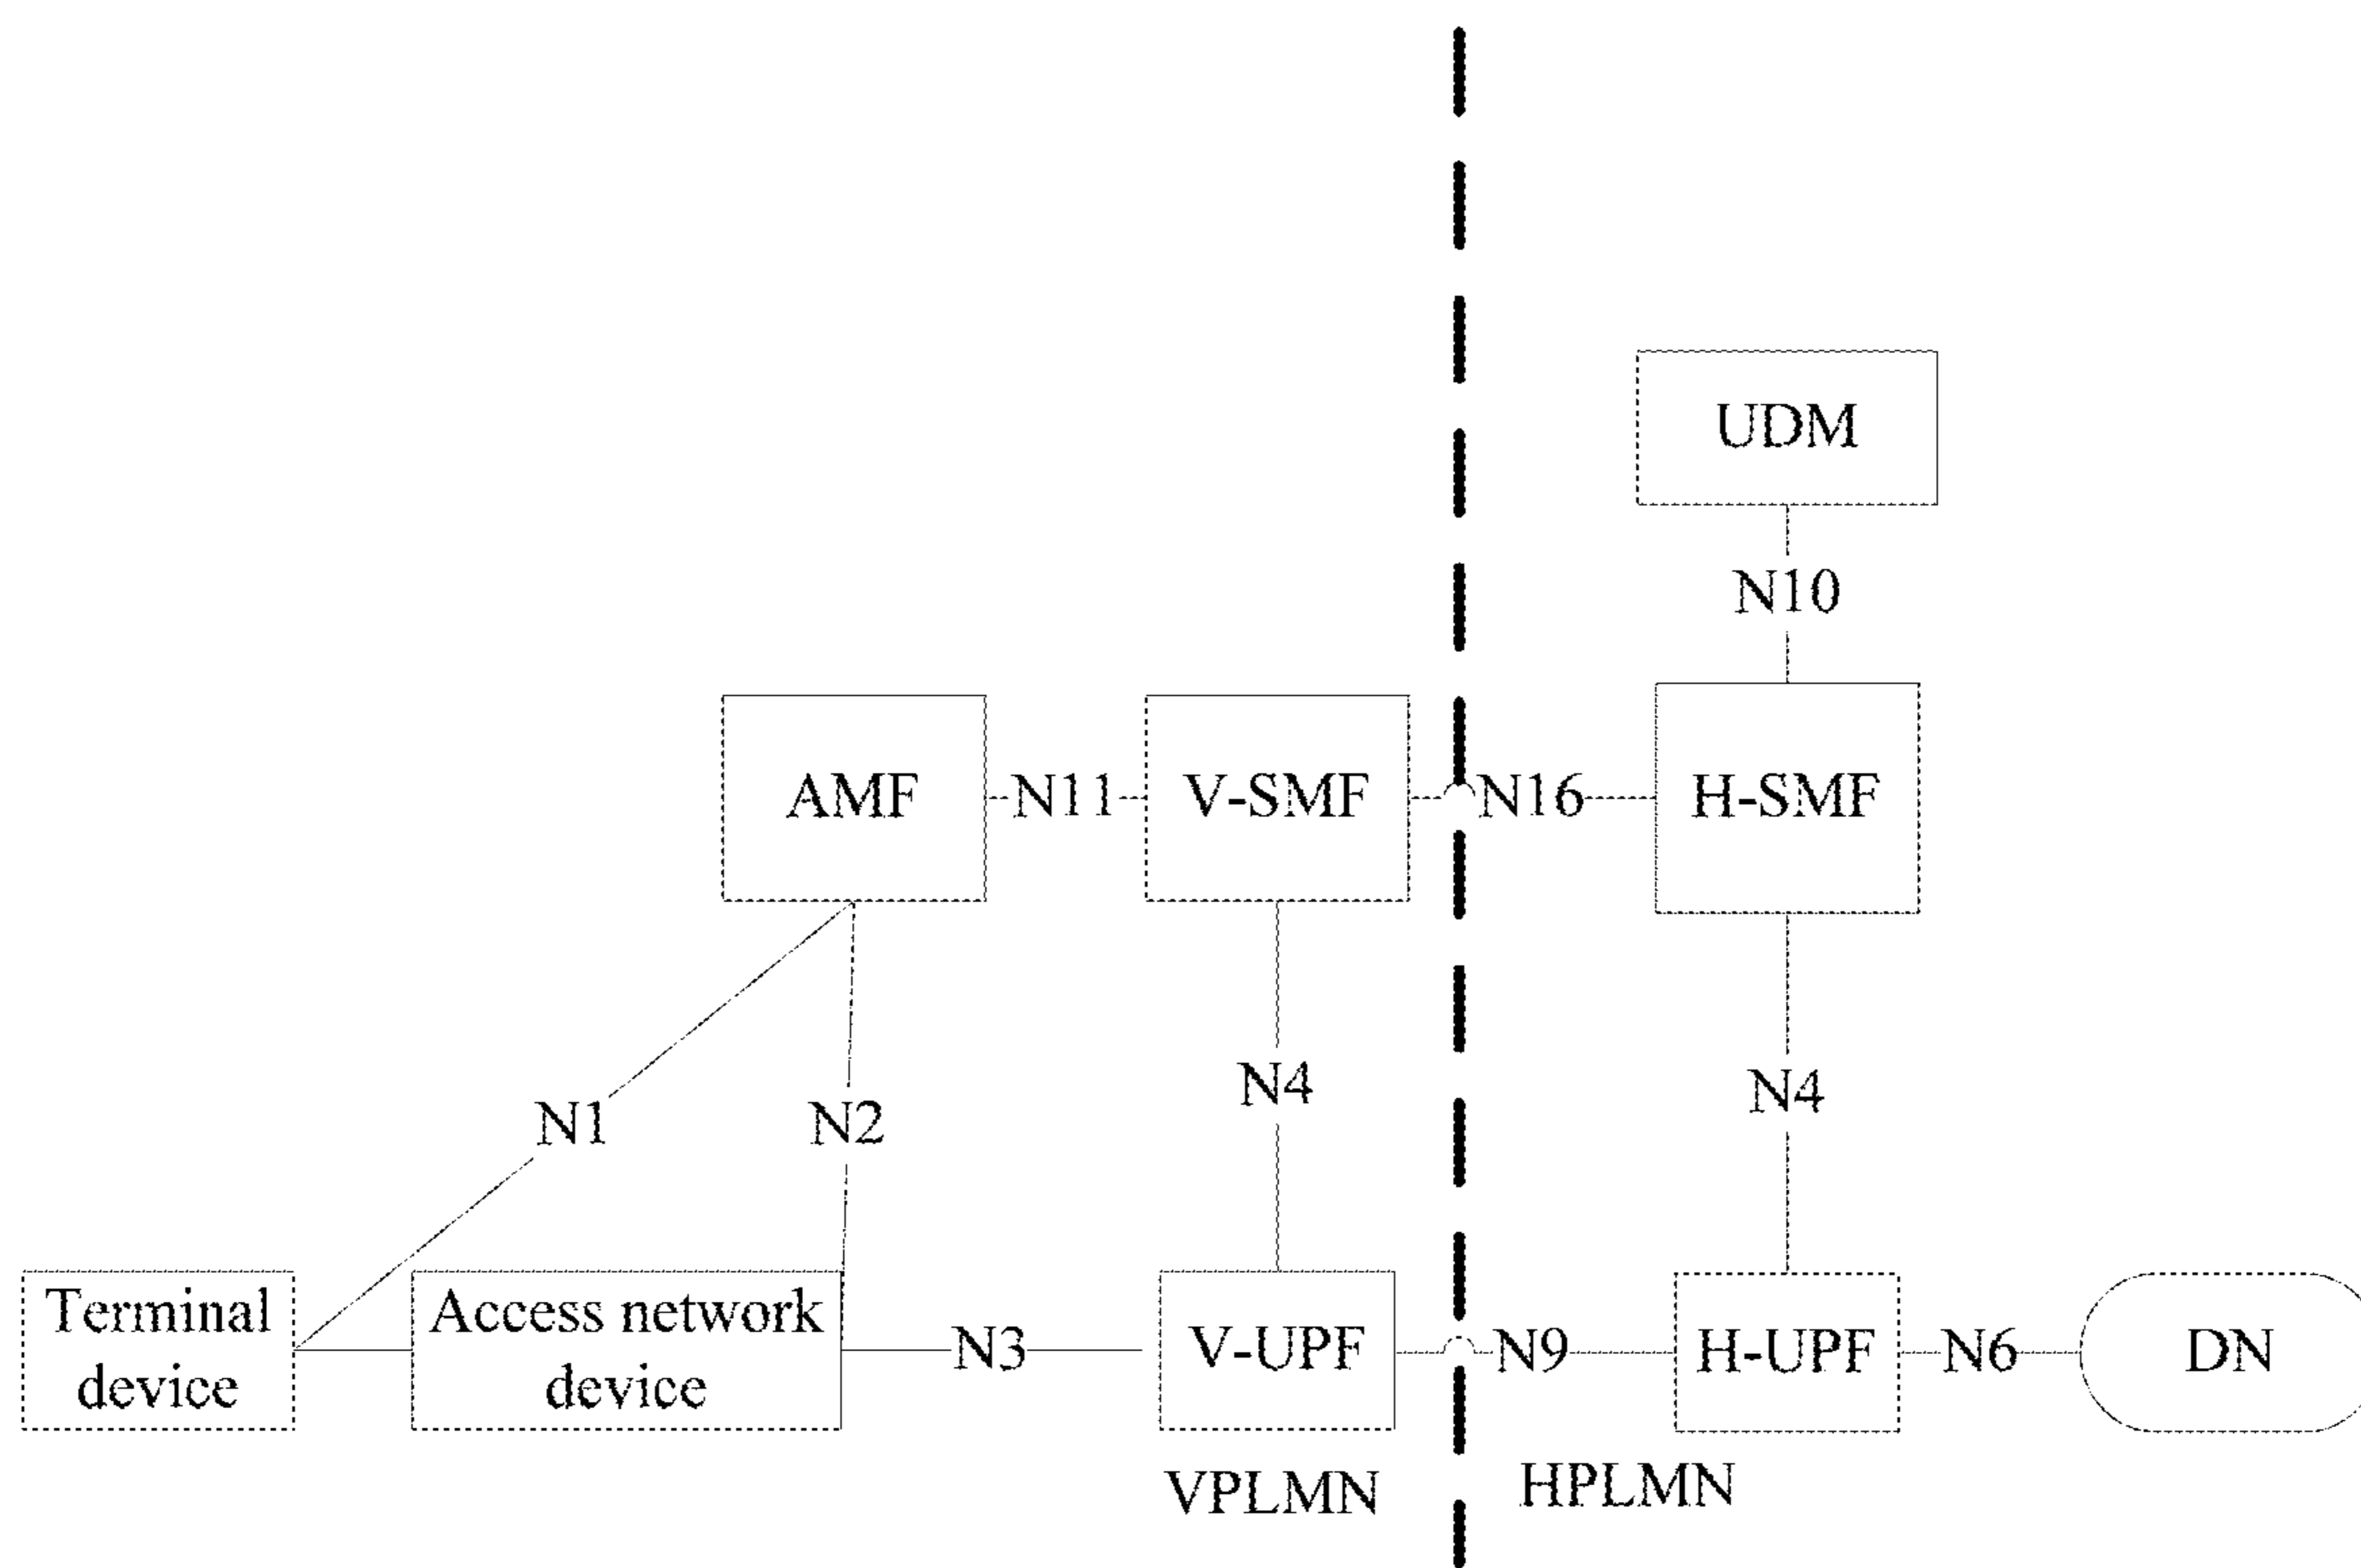 UDM
N10
AMF
N11
V-SMF
N16
H-SMF
N1
N2
N4
N4
Terminal
device
Access network
device
N3
V-UPF
N9
H-UPF
N6
DN
VPLMN
HPLMN